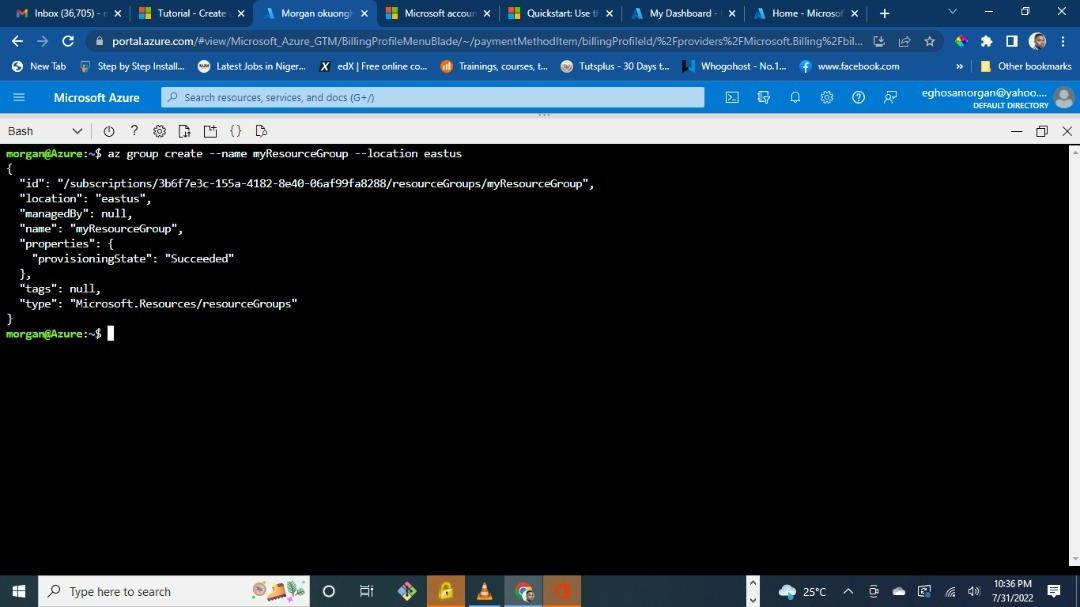 Inbox (36,705) -
Tutorial - Create
Morgan okuongh
Microsoft accoun
Quickstart: Use t
My Dashboard -
Home - Microsof
portal.azure.com/#view/Microsoft_Azure_GTM/BillingProfileMenuBlade/~/paymentMethodItem/billingProfileId/%2Fproviders%2FMicrosoft.Billing%2Fbil...
New Tab
Step by Step Install...
Latest Jobs in Niger...
edX | Free online co...
Trainings, courses, t...
Tutsplus - 30 Days t...
Whogohost - No.1...
www.facebook.com
»
Other bookmarks
Microsoft Azure
Search resources, services, and docs (G+/)
eghosamorgan@yahoo....
DEFAULT DIRECTORY
Bash
morgan@Azure:~$ az group create --name myResourceGroup --location eastus
{
"id": "/subscriptions/3b6f7e3c-155a-4182-8e40-06af99fa8288/resourceGroups/myResourceGroup",
"location": "eastus",
"managedBy": null,
"name": "myResourceGroup",
"properties": {
"provisioningState": "Succeeded"
},
"tags": null,
"type": "Microsoft.Resources/resourceGroups"
}
morgan@Azure:~$
Type here to search
25°C
10:36 PM
7/31/2022